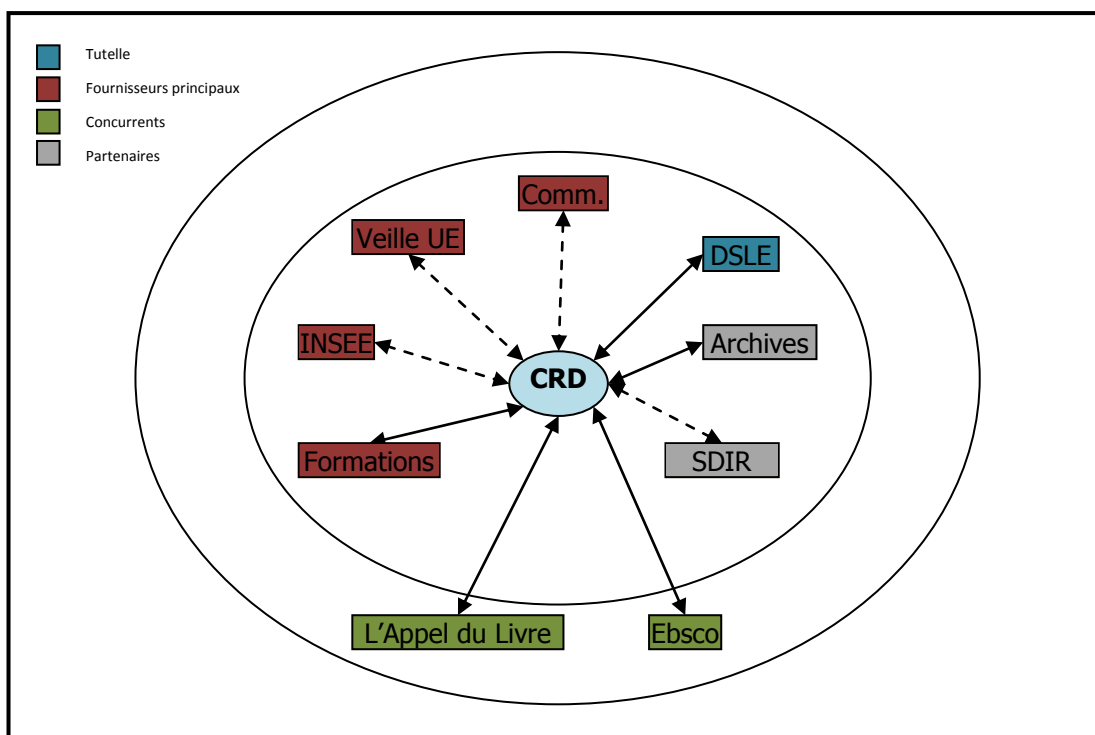 Tutelle
Fournisseurs principaux
Concurrents
Partenaires
Comm.
Veille UE
DSLE
INSEE
Archives
CRD
Formations
SDIR
L'Appel du Livre
Ebsco